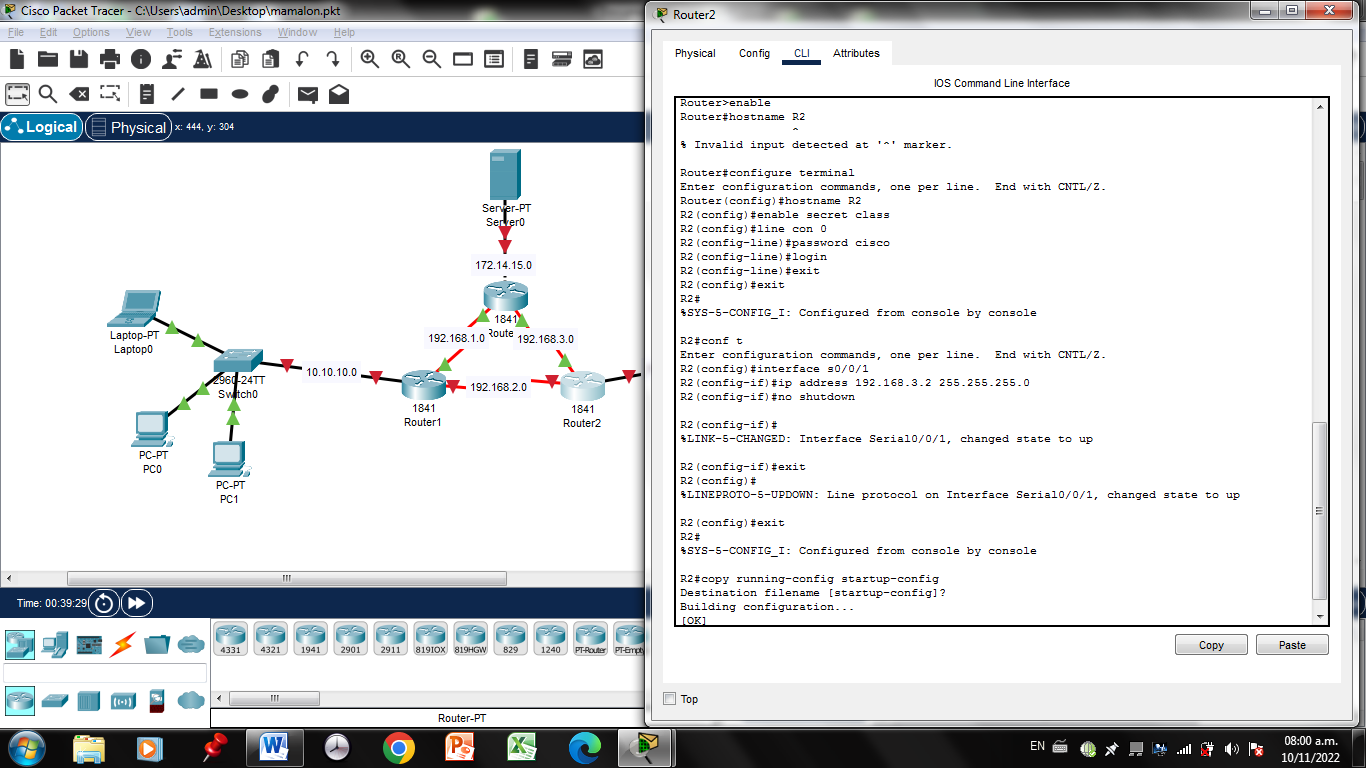 Cisco Packet Tracer - C:\Users\admin\Desktop\mamalon.pkt
File Edit Options View Tools Extensions Window Help
Logical Physical x: 444, y: 304
Server-PT
Server0
172.14.15.0
1841
Route
192.168.1.0
192.168.3.0
Laptop-PT
Laptop0
2960-24TT
Switch0
10.10.10.0
192.168.2.0
1841
Router1
1841
Router2
PC-PT
PC0
PC-PT
PC1
Time: 00:39:29
4331 4321 1941 2901 2911 819IOX 819HGW 829 1240 PT-Router PT-Empty
Router-PT
Router2
Physical Config CLI Attributes
IOS Command Line Interface
Router>enable
Router#hostname R2
^
% Invalid input detected at '^' marker.
Router#configure terminal
Enter configuration commands, one per line.  End with CNTL/Z.
Router(config)#hostname R2
R2(config)#enable secret class
R2(config)#line con 0
R2(config-line)#password cisco
R2(config-line)#login
R2(config-line)#exit
R2(config)#exit
R2#
%SYS-5-CONFIG_I: Configured from console by console
R2#conf t
Enter configuration commands, one per line.  End with CNTL/Z.
R2(config)#interface s0/0/1
R2(config-if)#ip address 192.168.3.2 255.255.255.0
R2(config-if)#no shutdown
R2(config-if)#
%LINK-5-CHANGED: Interface Serial0/0/1, changed state to up
R2(config-if)#exit
R2(config)#
%LINEPROTO-5-UPDOWN: Line protocol on Interface Serial0/0/1, changed state to up
R2(config)#exit
R2#
%SYS-5-CONFIG_I: Configured from console by console
R2#copy running-config startup-config
Destination filename [startup-config]?
Building configuration...
[OK]
Copy Paste
Top
EN
08:00 a.m.
10/11/2022